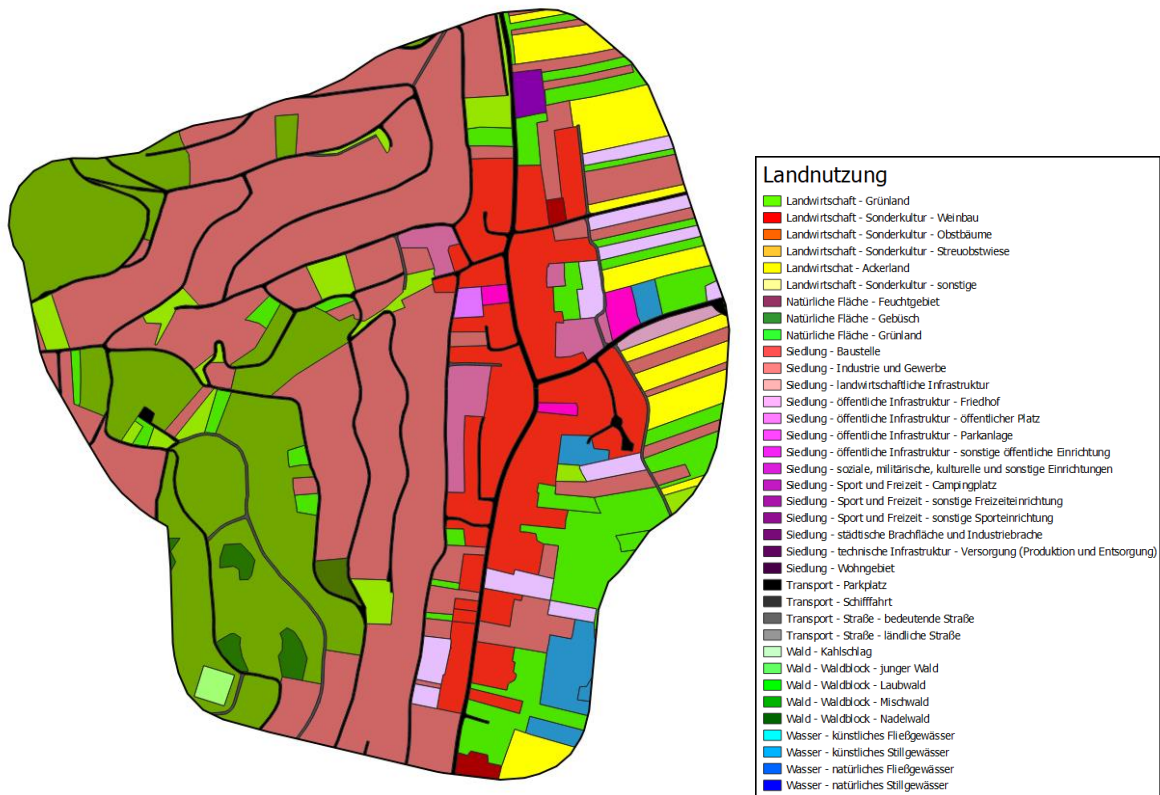 Landnutzung
Landwirtschaft - Grünland
Landwirtschaft - Sonderkultur - Weinbau
Landwirtschaft - Sonderkultur - Obstbäume
Landwirtschaft - Sonderkultur - Streuobstwiese
Landwirtschat - Ackerland
Landwirtschaft - Sonderkultur - sonstige
Natürliche Fläche - Feuchtgebiet
Natürliche Fläche - Gebüsch
Natürliche Fläche - Grünland
Siedlung - Baustelle
Siedlung - Industrie und Gewerbe
Siedlung - landwirtschaftliche Infrastruktur
Siedlung - öffentliche Infrastruktur - Friedhof
Siedlung - öffentliche Infrastruktur - öffentlicher Platz
Siedlung - öffentliche Infrastruktur - Parkanlage
Siedlung - öffentliche Infrastruktur - sonstige öffentliche Einrichtung
Siedlung - soziale, militärische, kulturelle und sonstige Einrichtungen
Siedlung - Sport und Freizeit - Campingplatz
Siedlung - Sport und Freizeit - sonstige Freizeiteinrichtung
Siedlung - Sport und Freizeit - sonstige Sporteinrichtung
Siedlung - städtische Brachfläche und Industriebrache
Siedlung - technische Infrastruktur - Versorgung (Produktion und Entsorgung)
Siedlung - Wohngebiet
Transport - Parkplatz
Transport - Schifffahrt
Transport - Straße - bedeutende Straße
Transport - Straße - ländliche Straße
Wald - Kahlschlag
Wald - Waldblock - junger Wald
Wald - Waldblock - Laubwald
Wald - Waldblock - Mischwald
Wald - Waldblock - Nadelwald
Wasser - künstliches Fließgewässer
Wasser - künstliches Stillgewässer
Wasser - natürliches Fließgewässer
Wasser - natürliches Stillgewässer